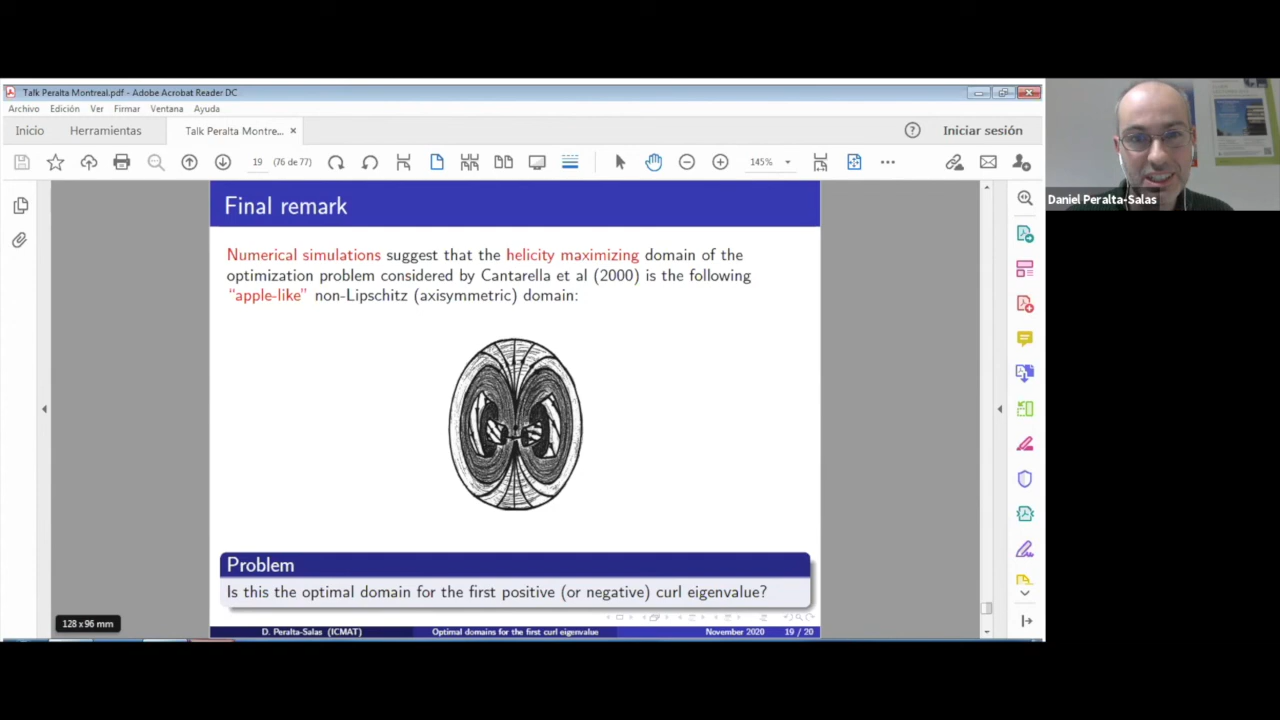 Talk Peralta Montreal.pdf - Adobe Acrobat Reader DC
Archivo Edición Ver Firmar Ventana Ayuda
Inicio Herramientas Talk Peralta Montre... × Iniciar sesión
19 (76 de 77) 145%
Daniel Peralta-Salas
Final remark
Numerical simulations suggest that the helicity maximizing domain of the
optimization problem considered by Cantarella et al (2000) is the following
“apple-like” non-Lipschitz (axisymmetric) domain:
Problem
Is this the optimal domain for the first positive (or negative) curl eigenvalue?
128 x 96 mm
D. Peralta-Salas (ICMAT) Optimal domains for the first curl eigenvalue November 2020 19 / 20